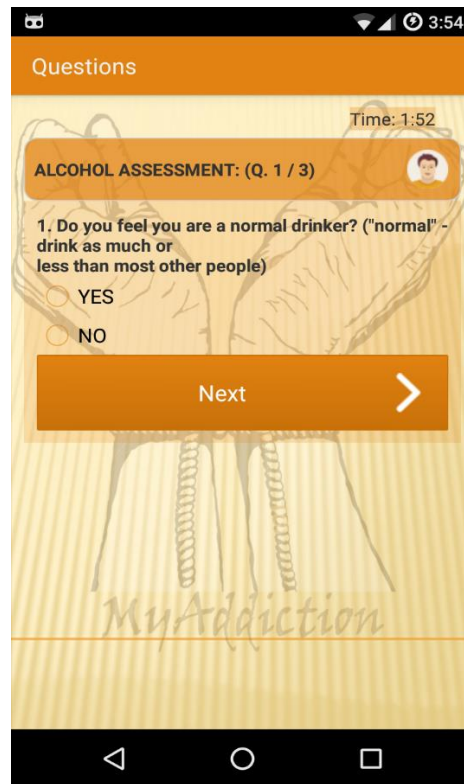 3:54
Questions
Time: 1:52
ALCOHOL ASSESSMENT: (Q. 1 / 3)
1. Do you feel you are a normal drinker? ("normal" -
drink as much or
less than most other people)
YES
NO
Next
MyAddiction